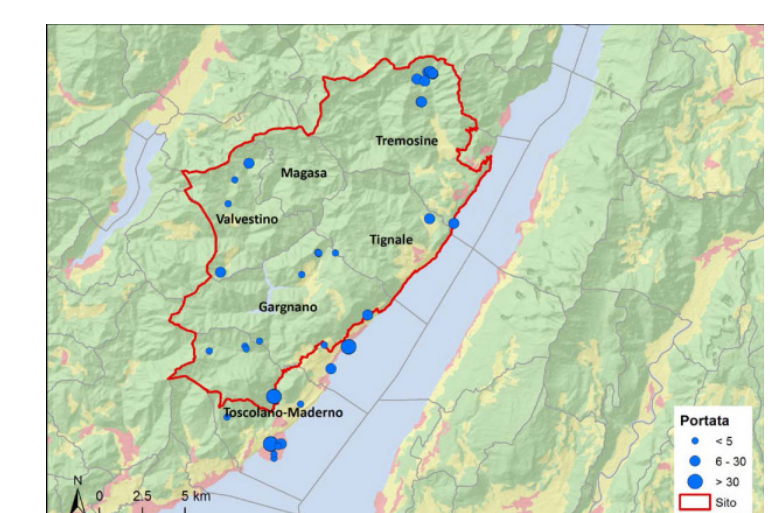 Tremosine
Magasa
Valvestino
Tignale
Gargnano
Toscolano-Maderno
Portata
< 5
6 - 30
> 30
Sito
N
0 2.5 5 km